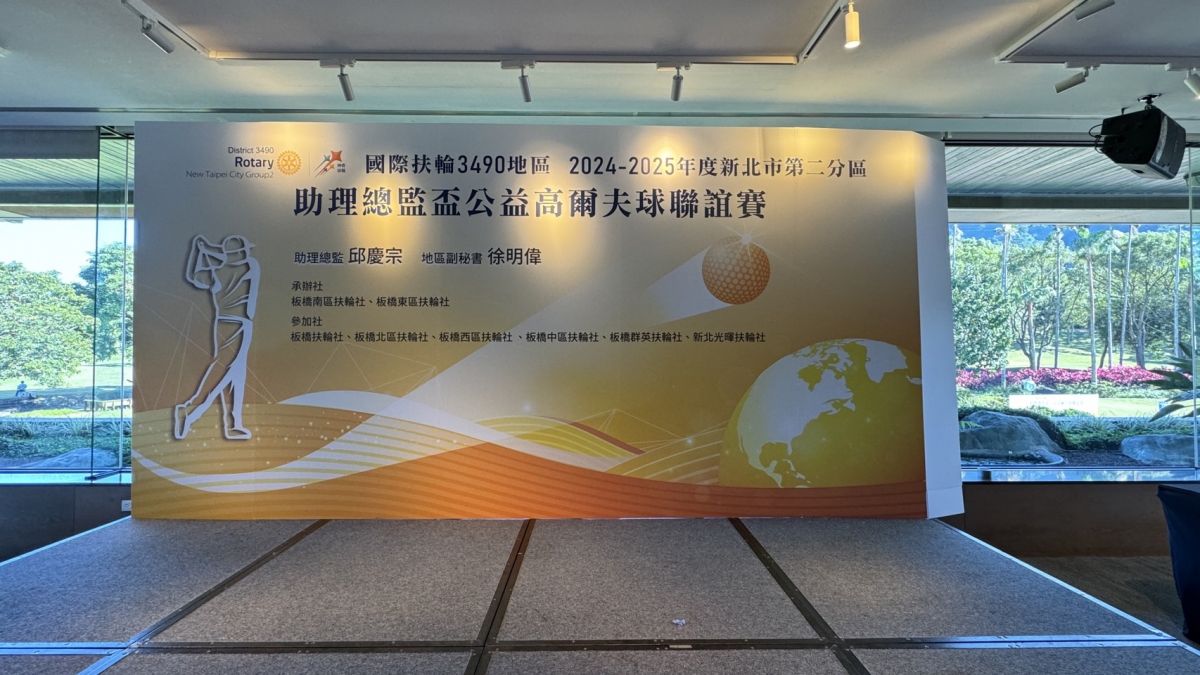 District 3490
Rotary
New Taipei City Group2
國際扶輪3490地區 2024-2025年度新北市第二分區
助理總監盃公益高爾夫球聯誼賽
助理總監 邱慶宗 地區副秘書 徐明偉
承辦社
板橋南區扶輪社、板橋東區扶輪社
參加社
板橋扶輪社、板橋北區扶輪社、板橋西區扶輪社、板橋中區扶輪社、板橋群英扶輪社、新北光暉扶輪社